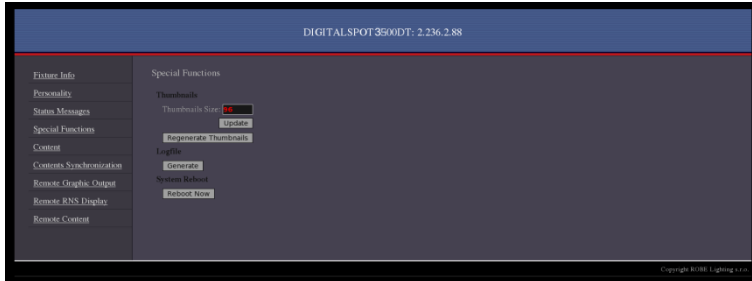 DIGITALSPOT3500DT: 2.236.2.88
Fixture Info
Personality
Status Messages
Special Functions
Content
Contents Synchronization
Remote Graphic Output
Remote RNS Display
Remote Content
Special Functions
Thumbnails
Thumbnails Size:
Update
Regenerate Thumbnails
Logfile
Generate
System Reboot
Reboot Now
Copyright ROBE Lighting s.r.o.